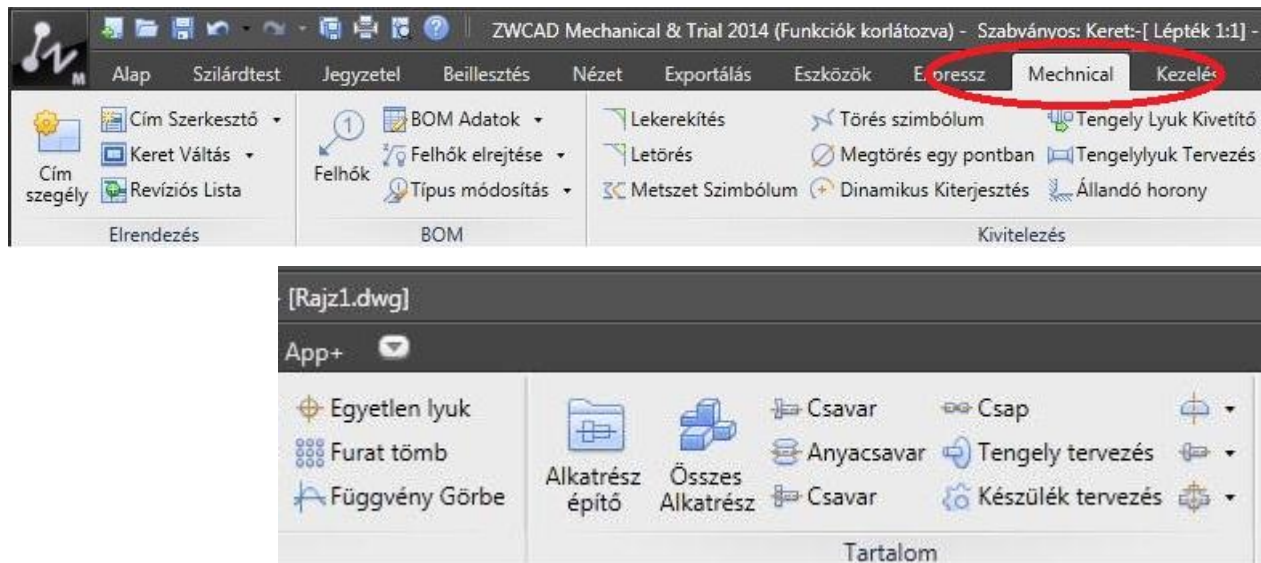 ZWCAD Mechanical & Trial 2014 (Funkciók korlátozva) - Szabványos: Keret:-[ Lépték 1:1] -
M Alap Szilárdtest Jegyzetel Beillesztés Nézet Exportálás Eszközök Expressz Mechnical Kezelés
Cím Szerkesztő BOM Adatok Lekerekítés Törés szimbólum Tengely Lyuk Kivetítő
1
Keret Váltás Felhők elrejtése Letörés Megtörés egy pontban Tengelylyuk Tervezés
Cím szegély
Felhők
Revíziós Lista Típus módosítás Metszet Szimbólum Dinamikus Kiterjesztés Állandó horony
Elrendezés BOM Kivitelezés
[Rajz1.dwg]
App+
Egyetlen lyuk Csavar Csap
Furat tömb Anyacsavar Tengely tervezés
Alkatrész építő
Összes Alkatrész
Függvény Görbe Csavar Készülék tervezés
Tartalom